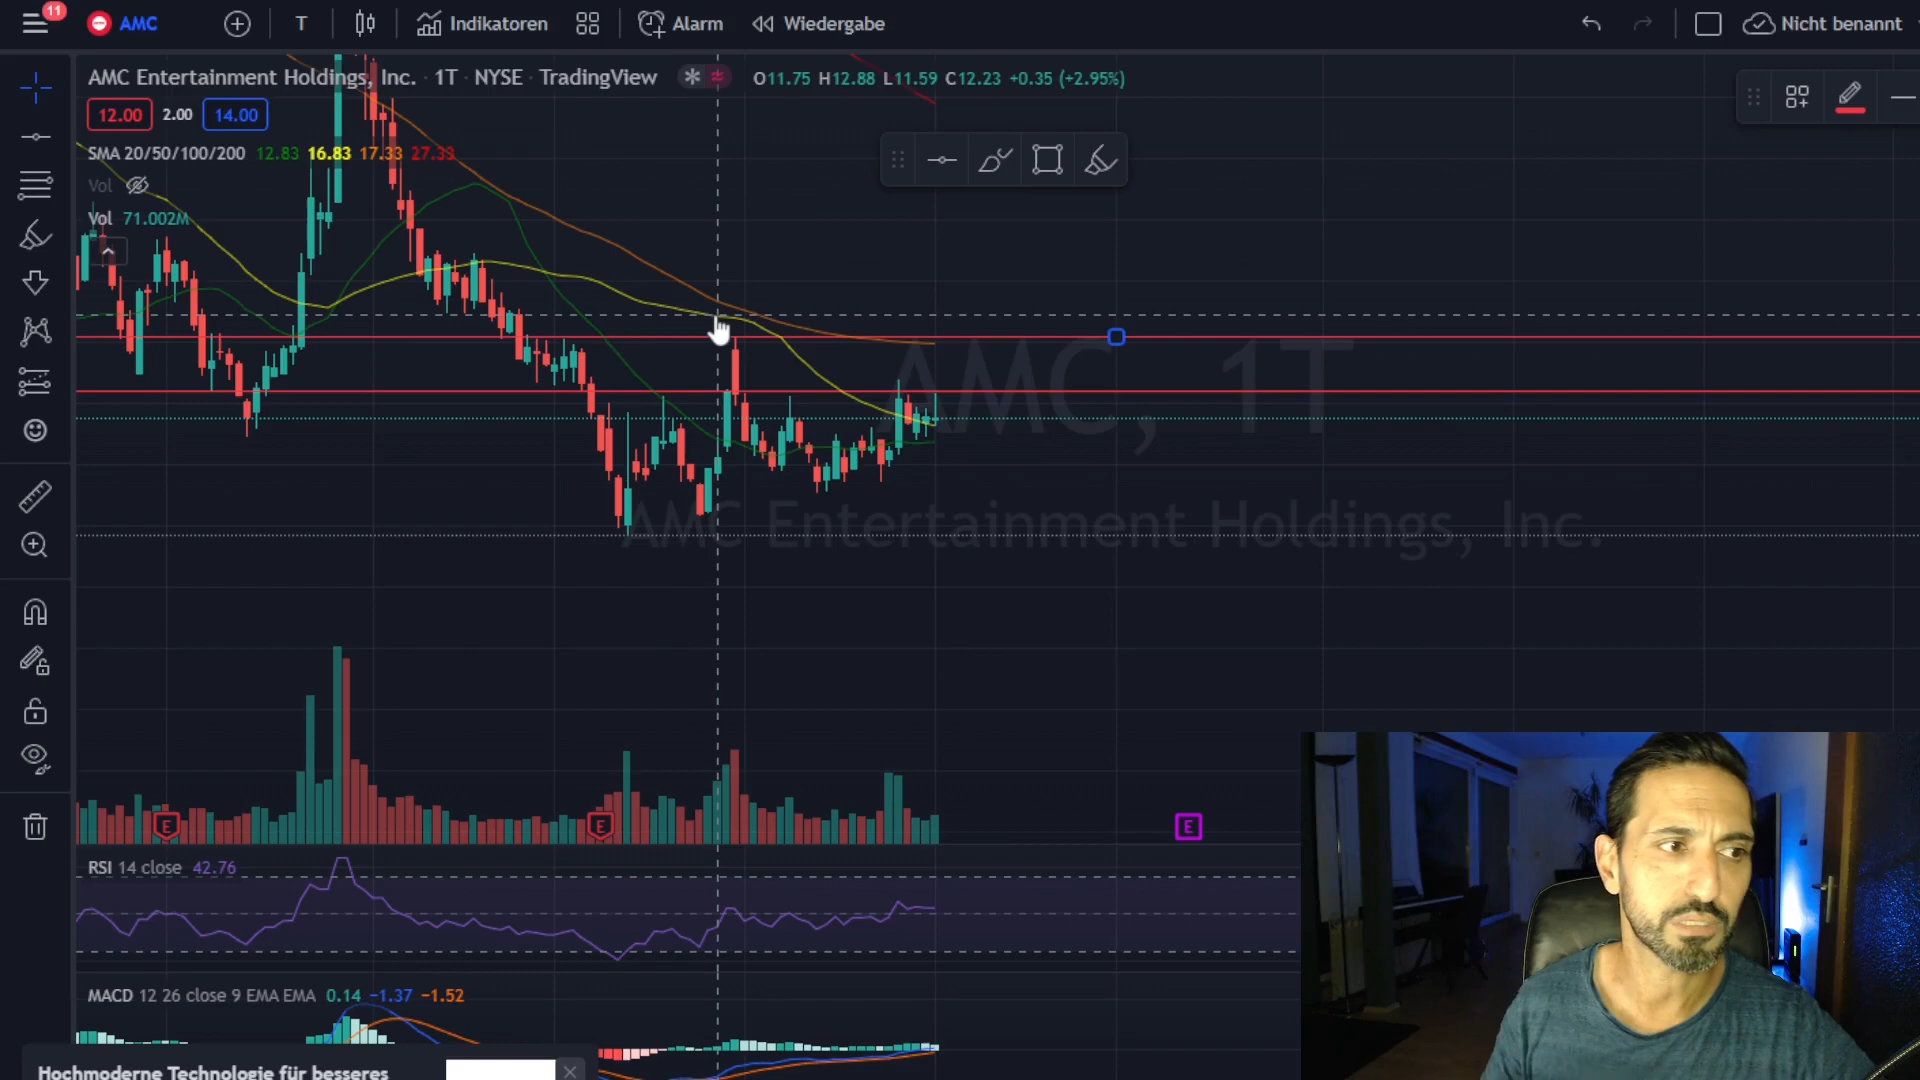 11
AMC
T
Indikatoren
Alarm
Wiedergabe
Nicht benannt
AMC Entertainment Holdings, Inc. · 1T · NYSE · TradingView
O11.75 H12.88 L11.59 C12.23 +0.35 (+2.95%)
12.00 2.00 14.00
SMA 20/50/100/200 12.83 16.83 17.33 27.33
Vol
Vol 71.002M
AMC, 1T
AMC Entertainment Holdings, Inc.
E
E
E
RSI 14 close 42.76
MACD 12 26 close 9 EMA EMA 0.14 −1.37 −1.52
Hochmoderne Technologie für besseres